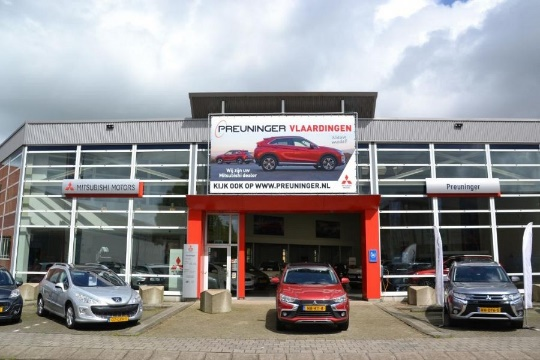 PREUNINGER VLAARDINGEN
Wij zijn uw
Mitsubishi dealer
KIJK OOK OP WWW.PREUNINGER.NL
MITSUBISHI MOTORS
Preuninger